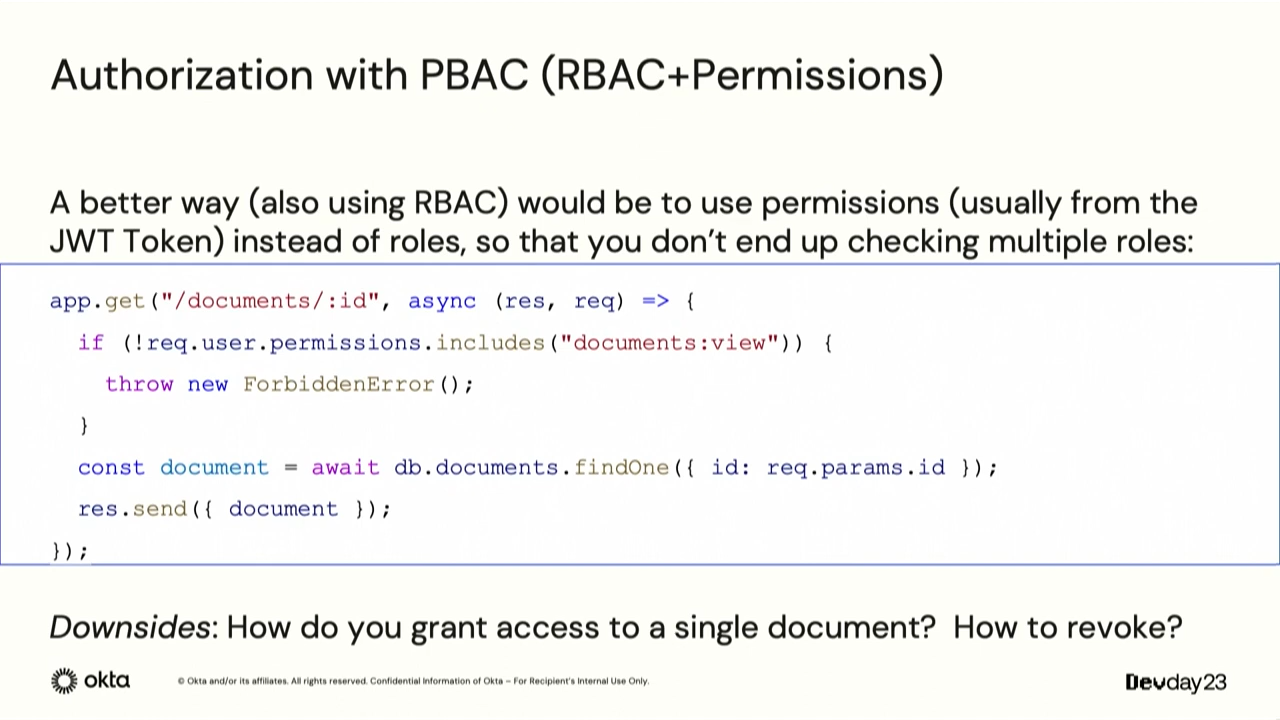 Authorization with PBAC (RBAC+Permissions)
A better way (also using RBAC) would be to use permissions (usually from the
JWT Token) instead of roles, so that you don’t end up checking multiple roles:
app.get("/documents/:id", async (res, req) => {
  if (!req.user.permissions.includes("documents:view")) {
    throw new ForbiddenError();
  }
  const document = await db.documents.findOne({ id: req.params.id });
  res.send({ document });
});
Downsides: How do you grant access to a single document?  How to revoke?
okta
© Okta and/or its affiliates. All rights reserved. Confidential Information of Okta – For Recipient's Internal Use Only.
Devday23